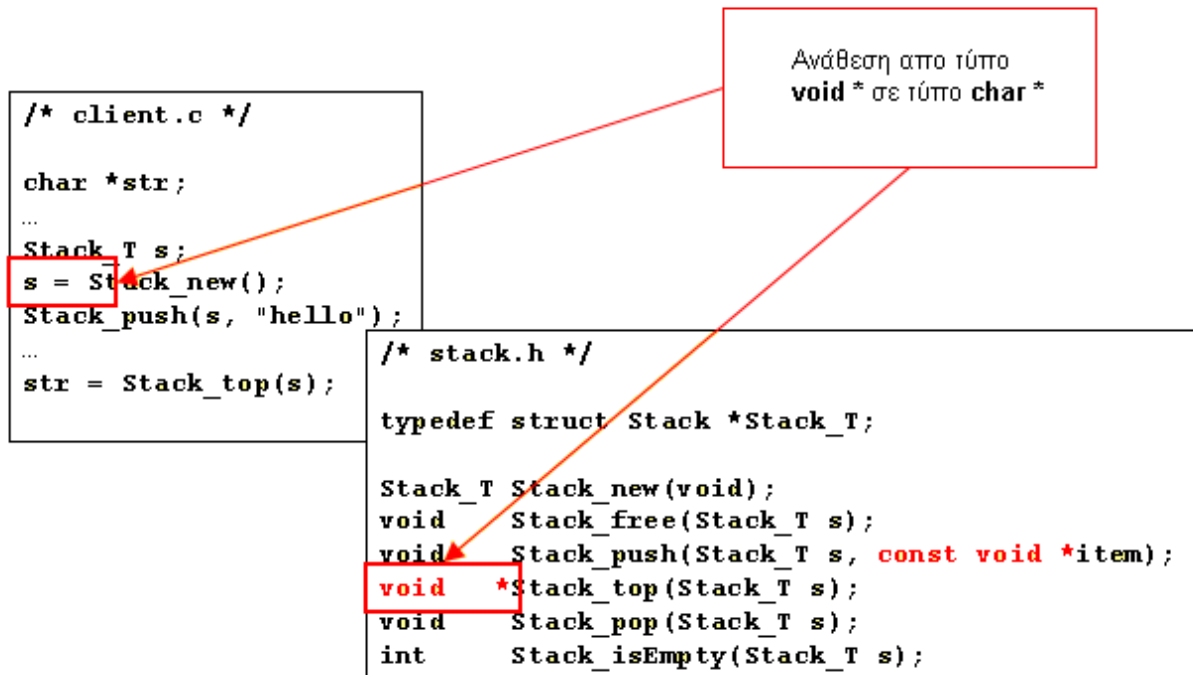 Ανάθεση απο τύπο
void * σε τύπο char *
/* client.c */
char *str;
...
Stack_T s;
s = Stack_new();
Stack_push(s, "hello");
...
str = Stack_top(s);
/* stack.h */
typedef struct Stack *Stack_T;
Stack_T Stack_new(void);
void Stack_free(Stack_T s);
void Stack_push(Stack_T s, const void *item);
void *Stack_top(Stack_T s);
void Stack_pop(Stack_T s);
int Stack_isEmpty(Stack_T s);